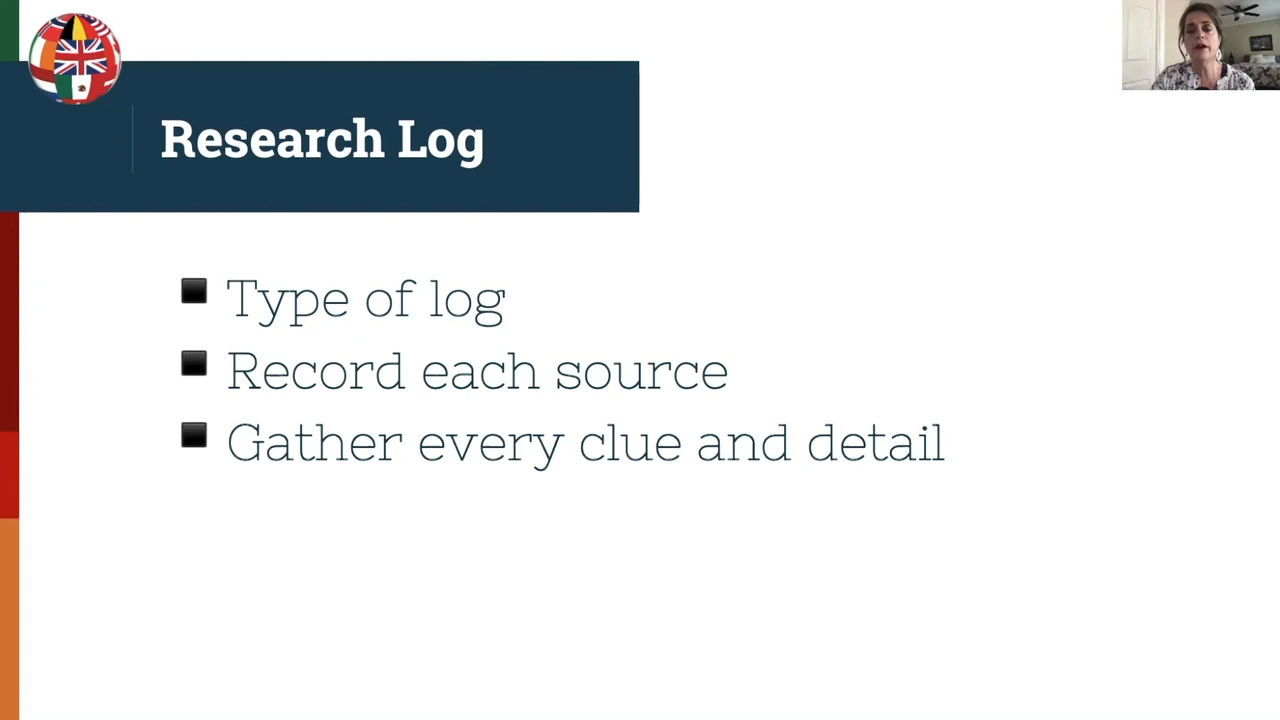 Research Log
Type of log
Record each source
Gather every clue and detail